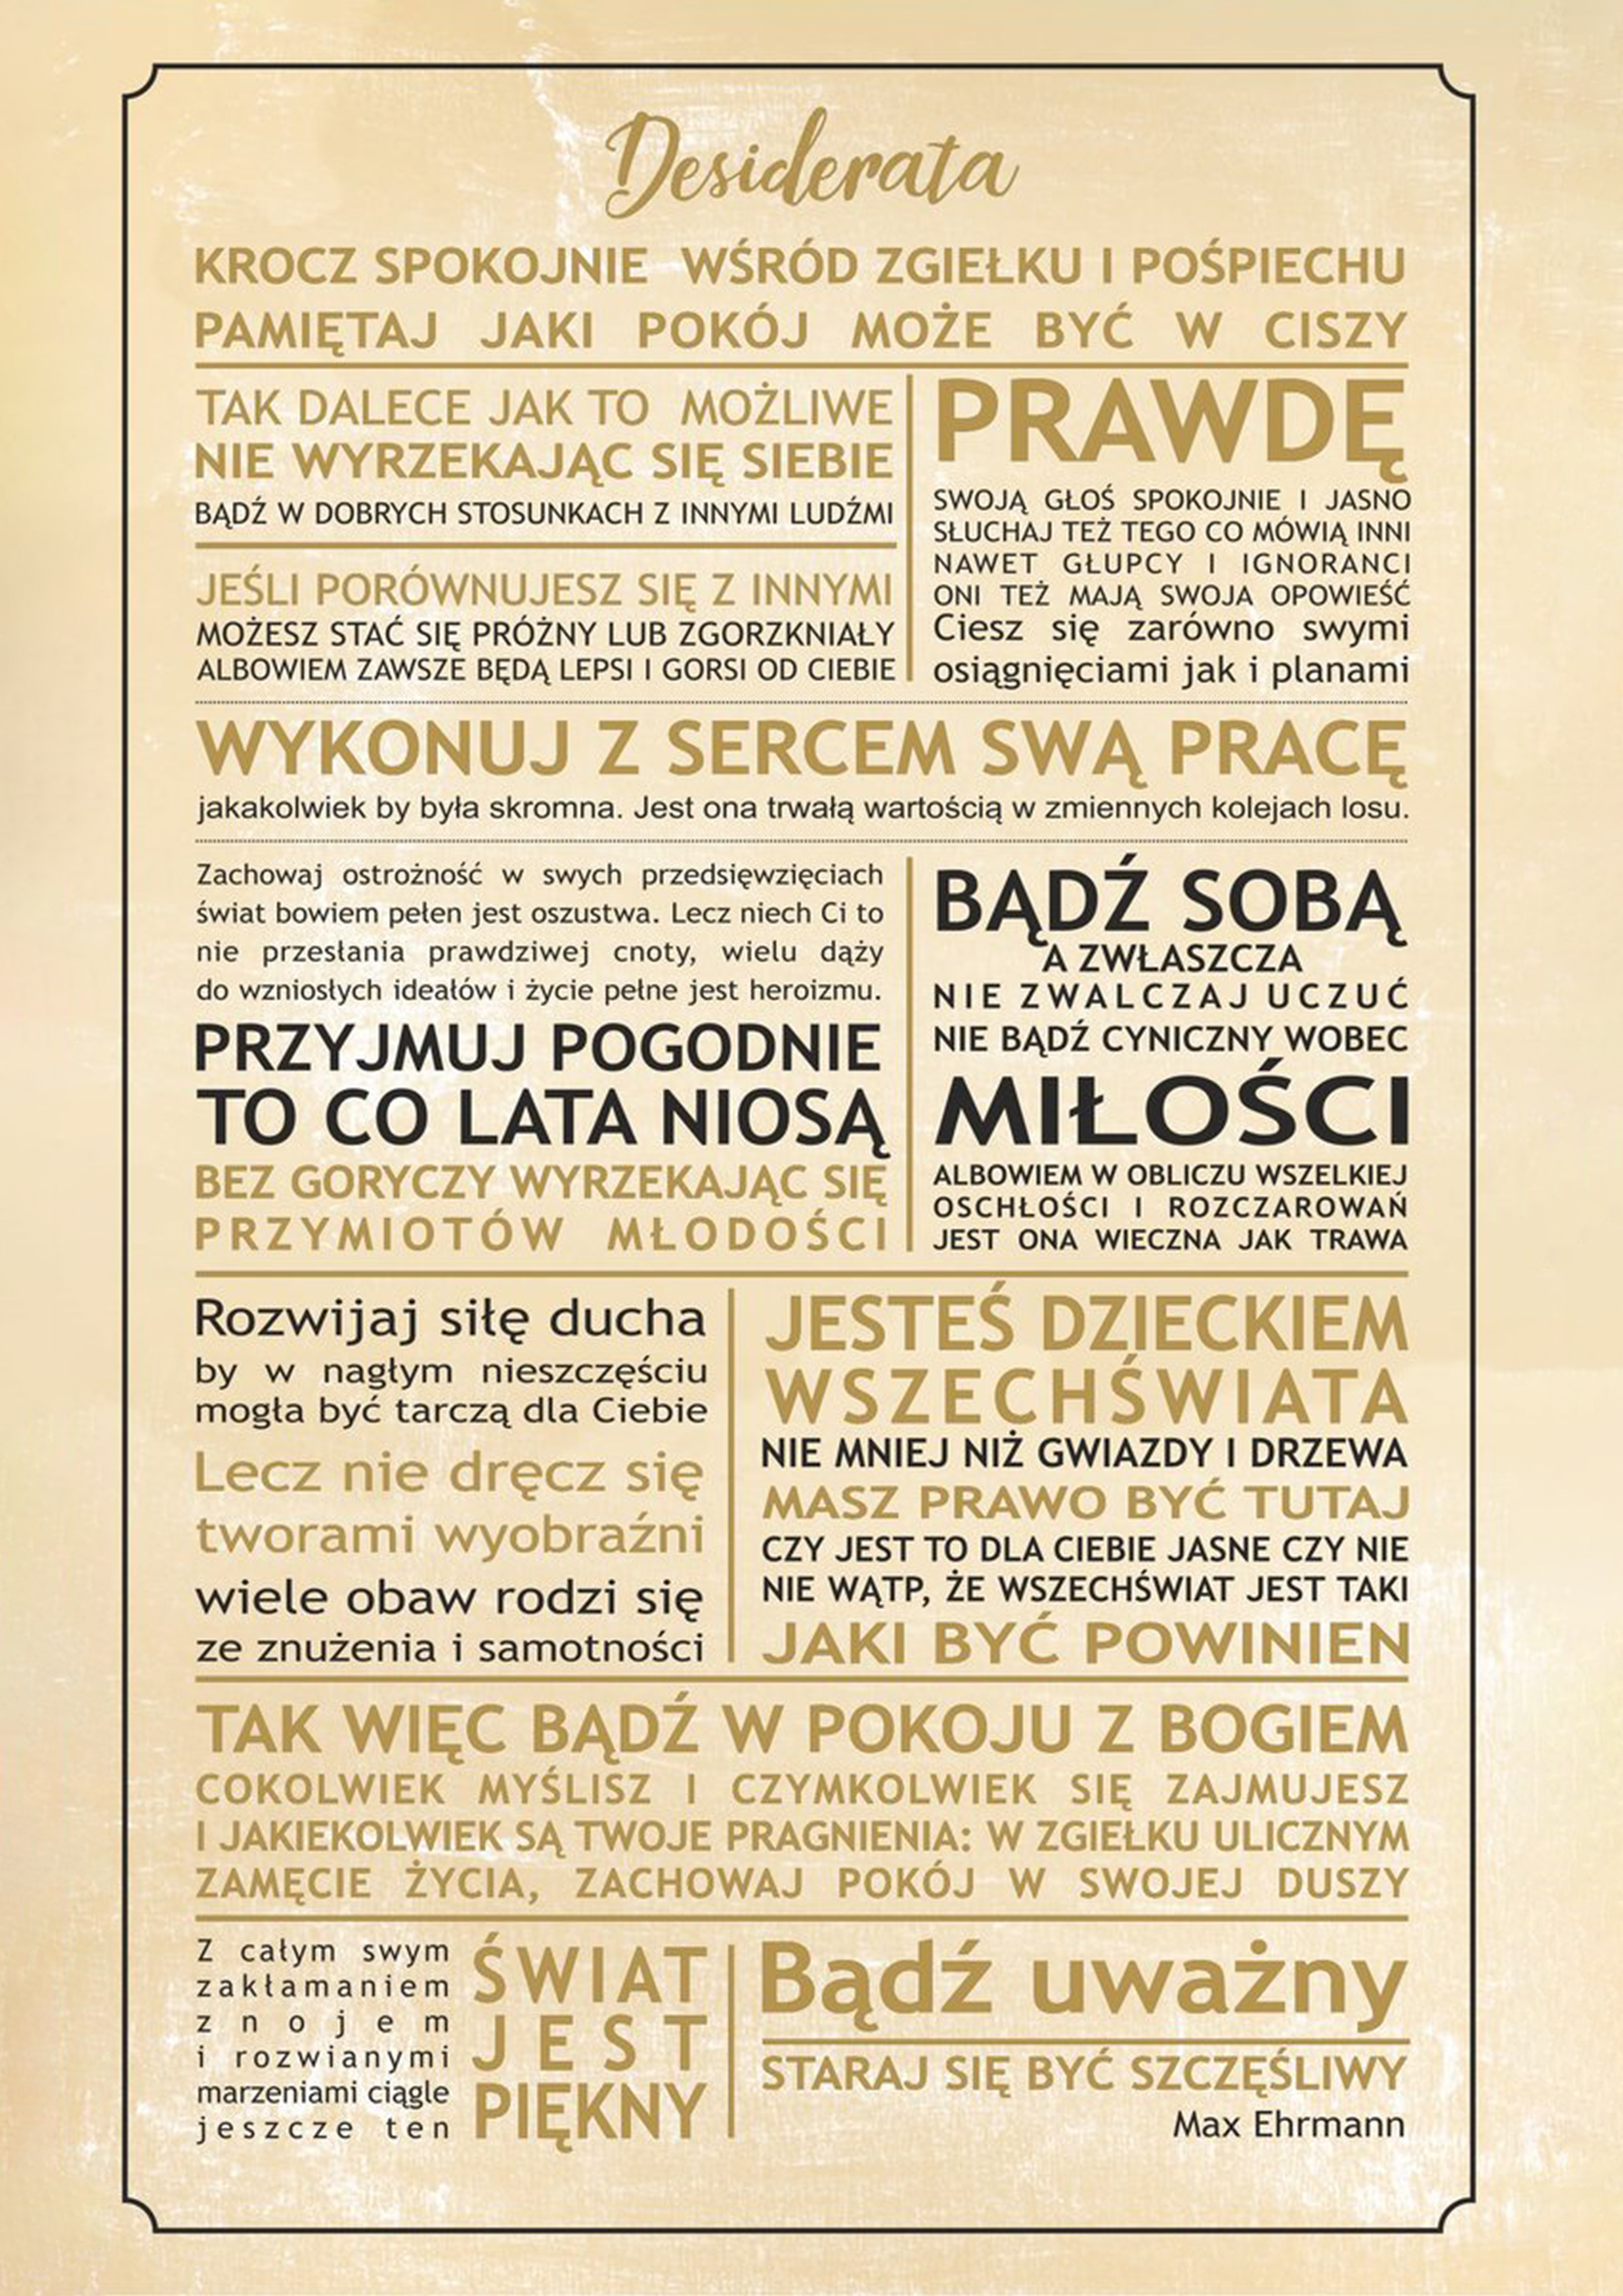 Desiderata
KROCZ SPOKOJNIE WŚRÓD ZGIEŁKU I POŚPIECHU
PAMIĘTAJ JAKI POKÓJ MOŻE BYĆ W CISZY
TAK DALECE JAK TO MOŻLIWE
NIE WYRZEKAJĄC SIĘ SIEBIE
BĄDŹ W DOBRYCH STOSUNKACH Z INNYMI LUDŹMI
PRAWDĘ
SWOJĄ GŁOŚ SPOKOJNIE I JASNO
SŁUCHAJ TEŻ TEGO CO MÓWIĄ INNI
NAWET GŁUPCY I IGNORANCI
ONI TEŻ MAJĄ SWOJA OPOWIEŚĆ
JEŚLI PORÓWNUJESZ SIĘ Z INNYMI
MOŻESZ STAĆ SIĘ PRÓŻNY LUB ZGORZKNIAŁY
ALBOWIEM ZAWSZE BĘDĄ LEPSI I GORSI OD CIEBIE
Ciesz się zarówno swymi
osiągnięciami jak i planami
WYKONUJ Z SERCEM SWĄ PRACĘ
jakakolwiek by była skromna. Jest ona trwałą wartością w zmiennych kolejach losu.
Zachowaj ostrożność w swych przedsięwzięciach
świat bowiem pełen jest oszustwa. Lecz niech Ci to
nie przesłania prawdziwej cnoty, wielu dąży
do wzniosłych ideałów i życie pełne jest heroizmu.
BĄDŹ SOBĄ
A ZWŁASZCZA
NIE ZWALCZAJ UCZUĆ
NIE BĄDŹ CYNICZNY WOBEC
MIŁOŚCI
ALBOWIEM W OBLICZU WSZELKIEJ
OSCHŁOŚCI I ROZCZAROWAŃ
JEST ONA WIECZNA JAK TRAWA
PRZYJMUJ POGODNIE
TO CO LATA NIOSĄ
BEZ GORYCZY WYRZEKAJĄC SIĘ
PRZYMIOTÓW MŁODOŚCI
Rozwijaj siłę ducha
by w nagłym nieszczęściu
mogła być tarczą dla Ciebie
Lecz nie dręcz się
tworami wyobraźni
wiele obaw rodzi się
ze znużenia i samotności
JESTEŚ DZIECKIEM
WSZECHŚWIATA
NIE MNIEJ NIŻ GWIAZDY I DRZEWA
MASZ PRAWO BYĆ TUTAJ
CZY JEST TO DLA CIEBIE JASNE CZY NIE
NIE WĄTP, ŻE WSZECHŚWIAT JEST TAKI
JAKI BYĆ POWINIEN
TAK WIĘC BĄDŹ W POKOJU Z BOGIEM
COKOLWIEK MYŚLISZ I CZYMKOLWIEK SIĘ ZAJMUJESZ
I JAKIEKOLWIEK SĄ TWOJE PRAGNIENIA: W ZGIEŁKU ULICZNYM
ZAMĘCIE ŻYCIA, ZACHOWAJ POKÓJ W SWOJEJ DUSZY
Z całym swym
zakłamaniem
znojem
i rozwianymi
marzeniami ciągle
jeszcze ten
ŚWIAT
JEST
PIĘKNY
Bądź uważny
STARAJ SIĘ BYĆ SZCZĘŚLIWY
Max Ehrmann